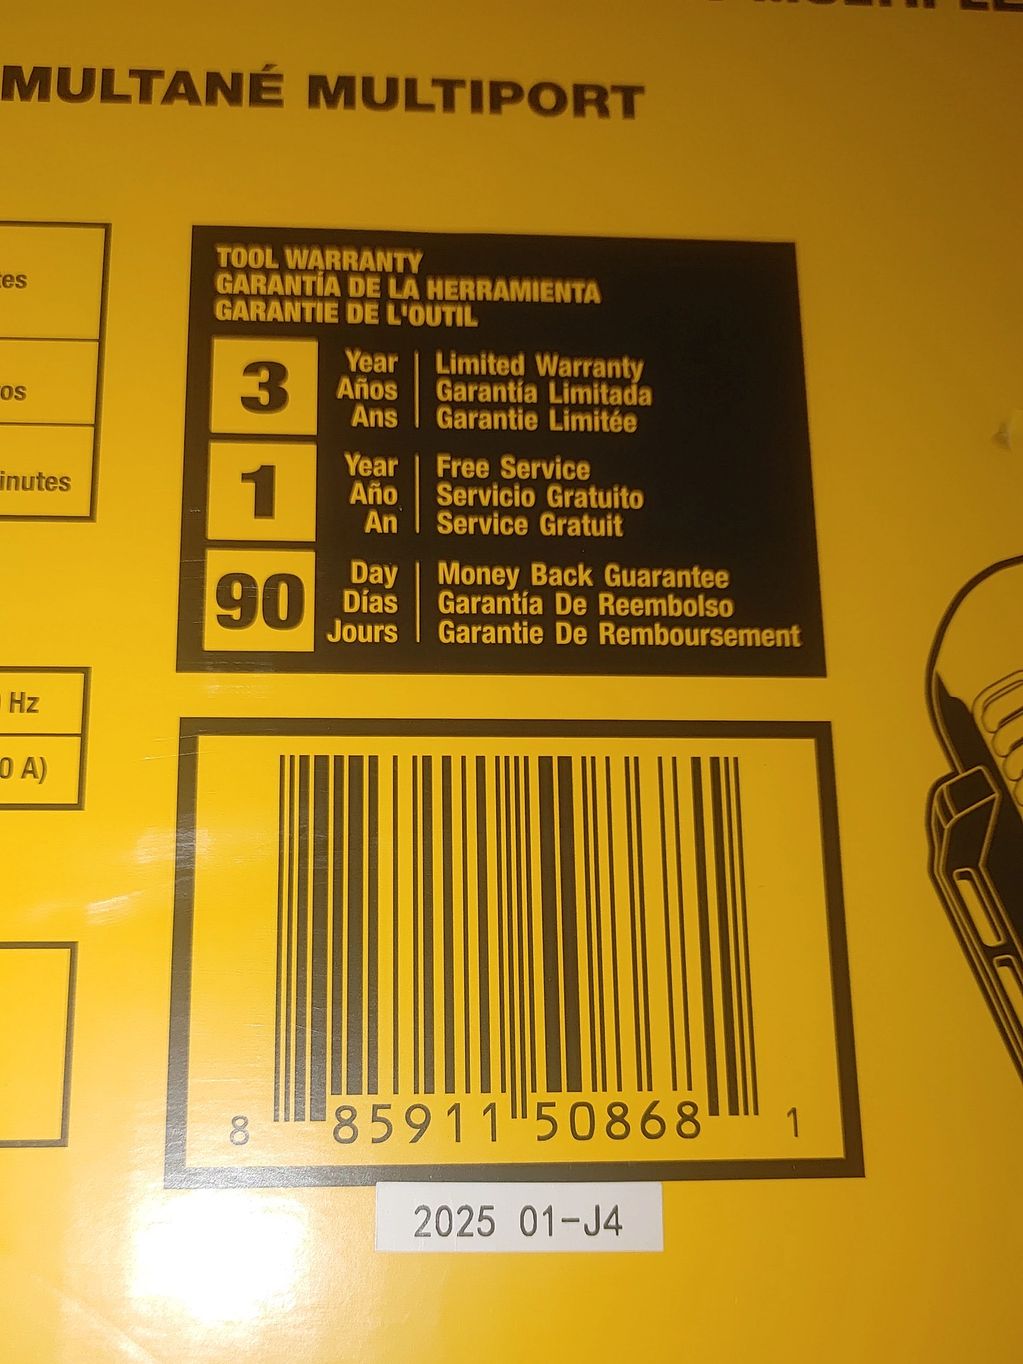 MULTANÉ MULTIPORT
TOOL WARRANTY
GARANTÍA DE LA HERRAMIENTA
GARANTIE DE L'OUTIL
3
Year
Años
Ans
Limited Warranty
Garantía Limitada
Garantie Limitée
1
Year
Año
An
Free Service
Servicio Gratuito
Service Gratuit
90
Day
Días
Jours
Money Back Guarantee
Garantía De Reembolso
Garantie De Remboursement
Hz
0 A)
8 85911 50868 1
2025 01-J4